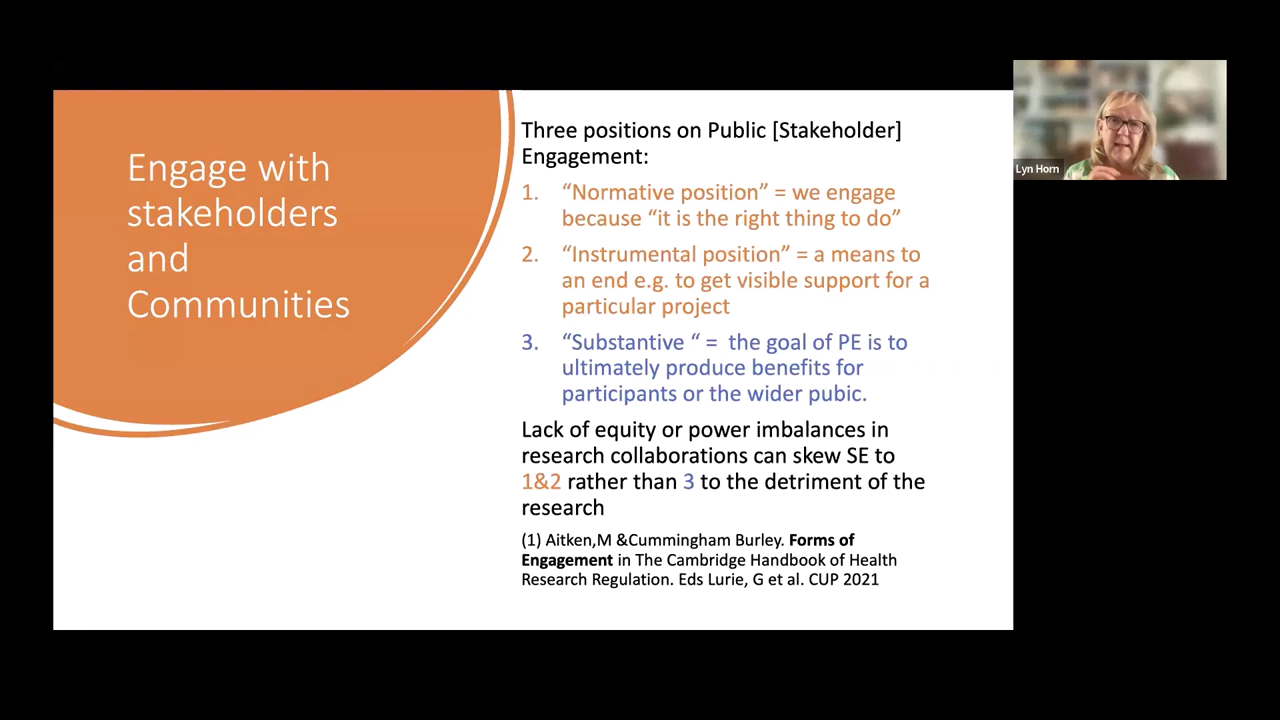 Engage with
stakeholders
and
Communities
Three positions on Public [Stakeholder]
Engagement:
1. “Normative position” = we engage
because “it is the right thing to do”
2. “Instrumental position” = a means to
an end e.g. to get visible support for a
particular project
3. “Substantive “ = the goal of PE is to
ultimately produce benefits for
participants or the wider pubic.
Lack of equity or power imbalances in
research collaborations can skew SE to
1&2 rather than 3 to the detriment of the
research
(1) Aitken,M &Cummingham Burley. Forms of
Engagement in The Cambridge Handbook of Health
Research Regulation. Eds Lurie, G et al. CUP 2021
Lyn Horn